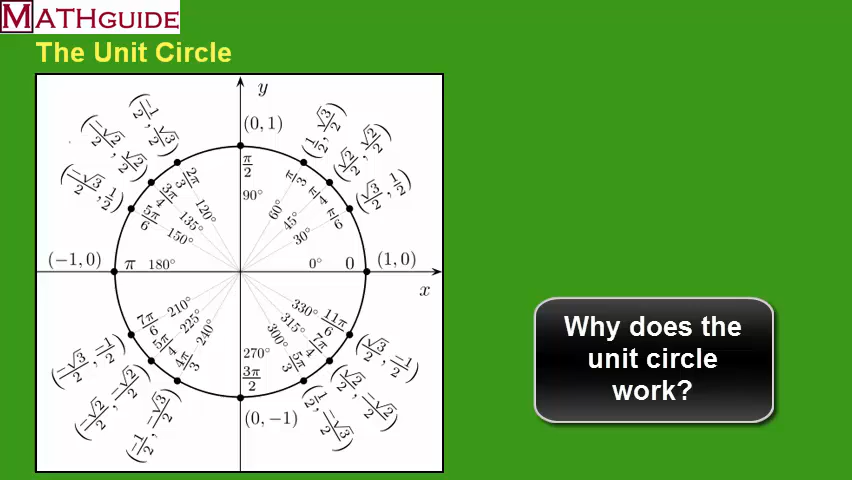 MATHGUIDE
The Unit Circle
y
(0, 1)
(−1/2, √3/2)
(−√2/2, √2/2)
(−√3/2, 1/2)
(1/2, √3/2)
(√2/2, √2/2)
(√3/2, 1/2)
π/2
90°
2π/3
120°
3π/4
135°
5π/6
150°
π/3
60°
π/4
45°
π/6
30°
(−1, 0)
π
180°
0°
0
(1, 0)
x
7π/6
210°
5π/4
225°
4π/3
240°
270°
3π/2
330°
11π/6
315°
7π/4
300°
5π/3
(−√3/2, −1/2)
(−√2/2, −√2/2)
(−1/2, −√3/2)
(0, −1)
(√3/2, −1/2)
(√2/2, −√2/2)
(1/2, −√3/2)
Why does the
unit circle
work?